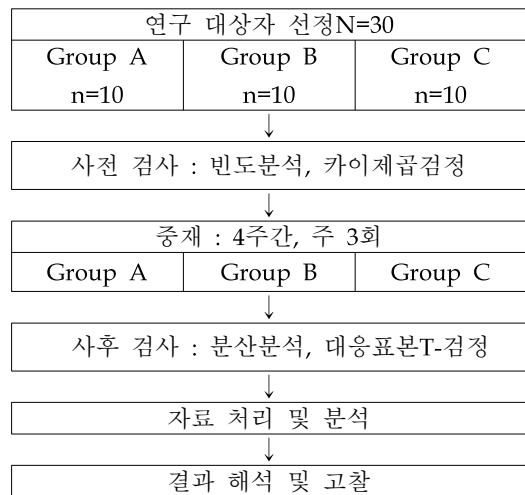 연구 대상자 선정N=30
Group A Group B Group C
n=10 n=10 n=10
사전 검사 : 빈도분석, 카이제곱검정
중재 : 4주간, 주 3회
Group A Group B Group C
사후 검사 : 분산분석, 대응표본T-검정
자료 처리 및 분석
결과 해석 및 고찰